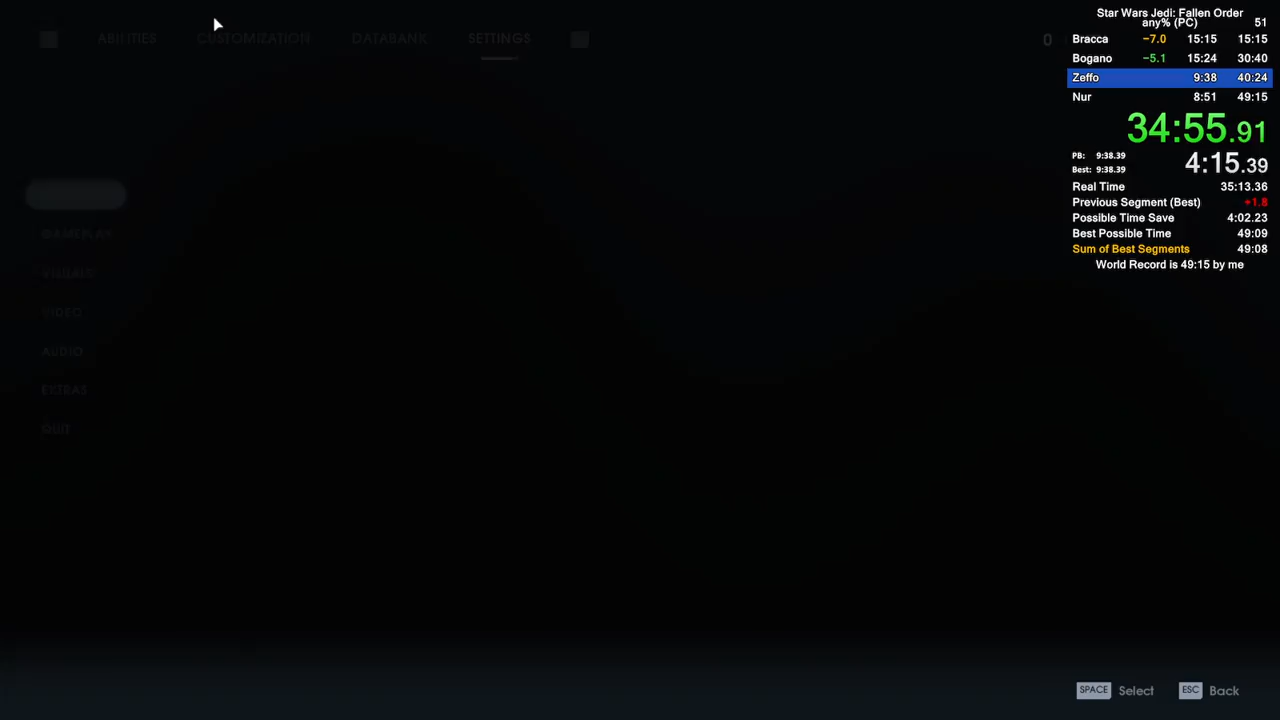 ABILITIES CUSTOMIZATION DATABANK SETTINGS 0
GAMEPLAY
VISUALS
VIDEO
AUDIO
EXTRAS
QUIT
SPACE Select ESC Back
Star Wars Jedi: Fallen Order
any% (PC) 51
Bracca −7.0 15:15 15:15
Bogano −5.1 15:24 30:40
Zeffo 9:38 40:24
Nur 8:51 49:15
34:55.91
PB: 9:38.39
Best: 9:38.39
4:15.39
Real Time 35:13.36
Previous Segment (Best) +1.8
Possible Time Save 4:02.23
Best Possible Time 49:09
Sum of Best Segments 49:08
World Record is 49:15 by me